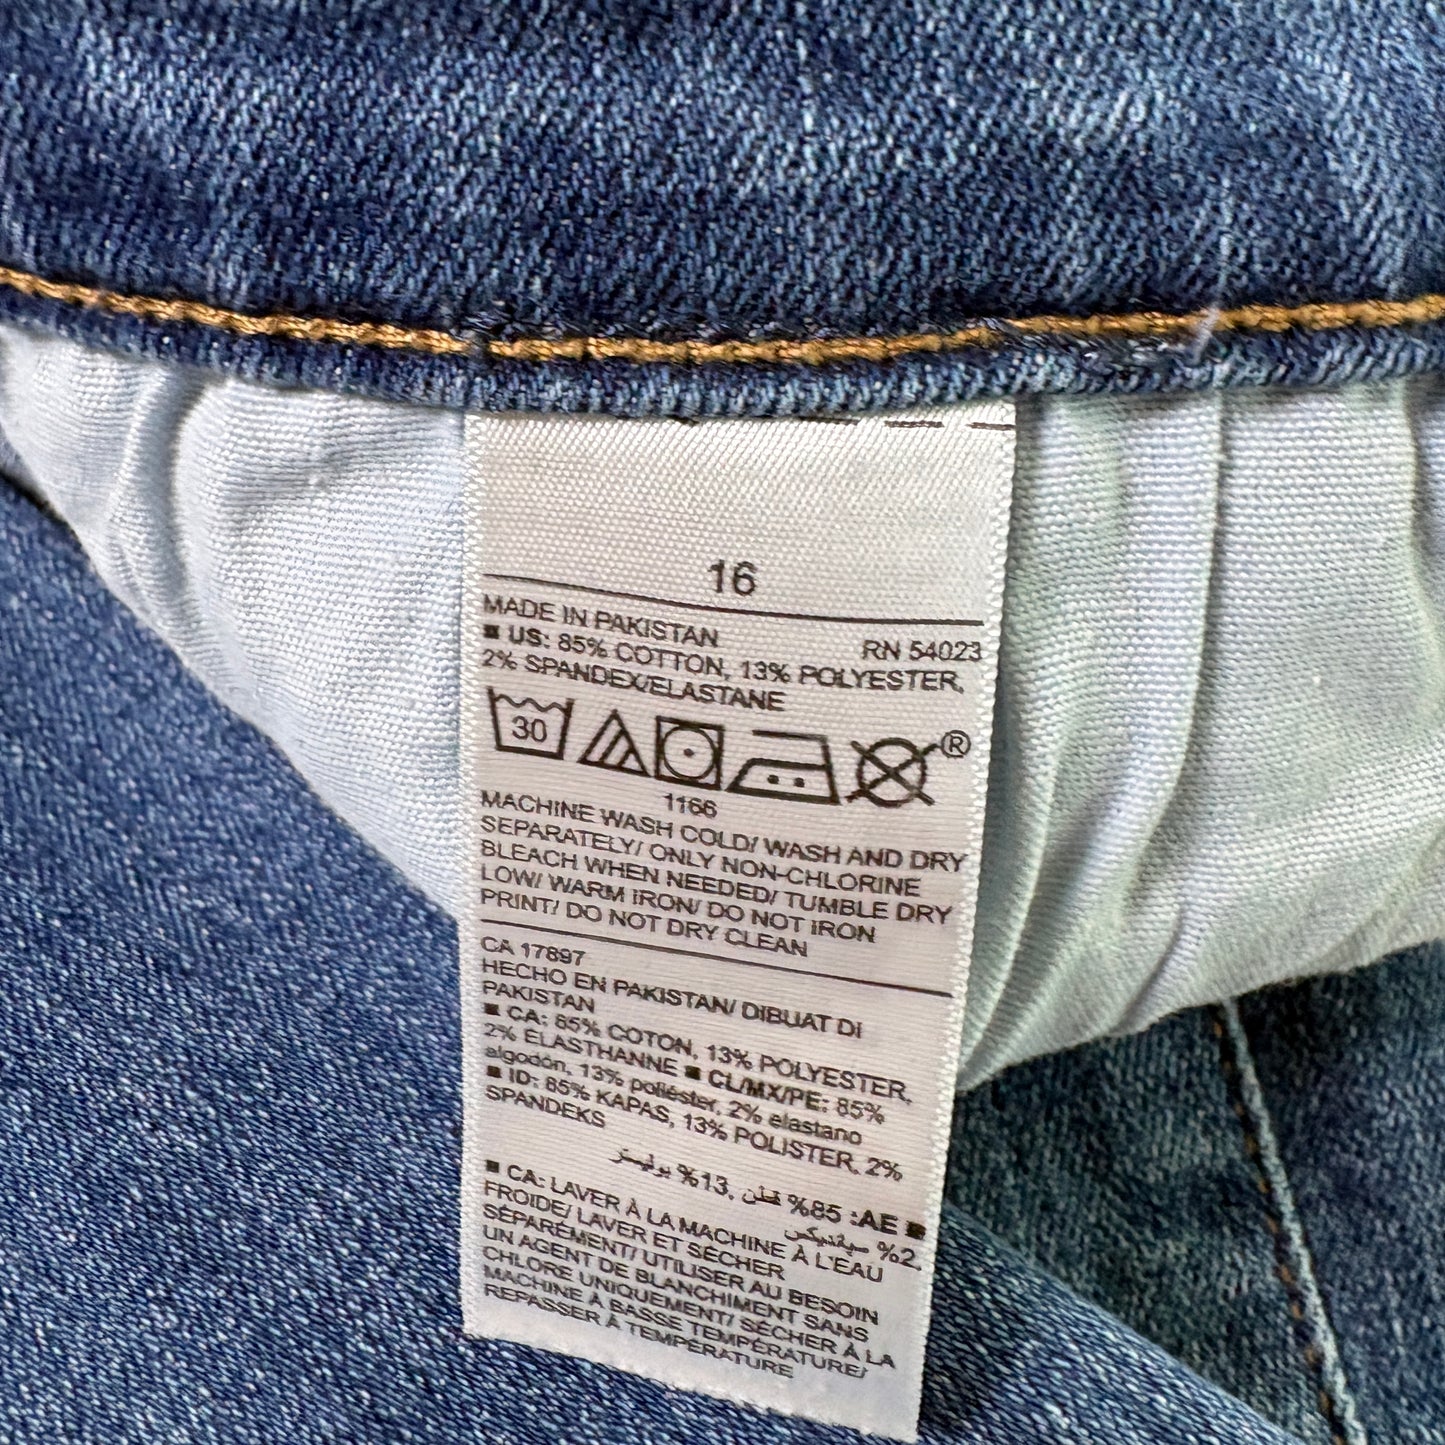 16
MADE IN PAKISTAN
RN 54023
■ US: 85% COTTON, 13% POLYESTER,
2% SPANDEX/ELASTANE
30
®
1166
MACHINE WASH COLD/ WASH AND DRY
SEPARATELY/ ONLY NON-CHLORINE
BLEACH WHEN NEEDED/ TUMBLE DRY
LOW/ WARM IRON/ DO NOT IRON
PRINT/ DO NOT DRY CLEAN
CA 17897
HECHO EN PAKISTAN/ DIBUAT DI
PAKISTAN
■ CA: 85% COTON, 13% POLYESTER,
2% ELASTHANNE ■ CL/MX/PE: 85%
algodón, 13% poliéster, 2% elastano
■ ID: 85% KAPAS, 13% POLISTER, 2%
SPANDEKS
■ AE: 85% قطن, 13% بوليستر
2% سباندیكس
■ CA: LAVER À LA MACHINE À L'EAU
FROIDE/ LAVER ET SÉCHER
SÉPARÉMENT/ UTILISER AU BESOIN
UN AGENT DE BLANCHIMENT SANS
CHLORE UNIQUEMENT/ SÉCHER À LA
MACHINE À BASSE TEMPÉRATURE/
REPASSER À TEMPÉRATURE